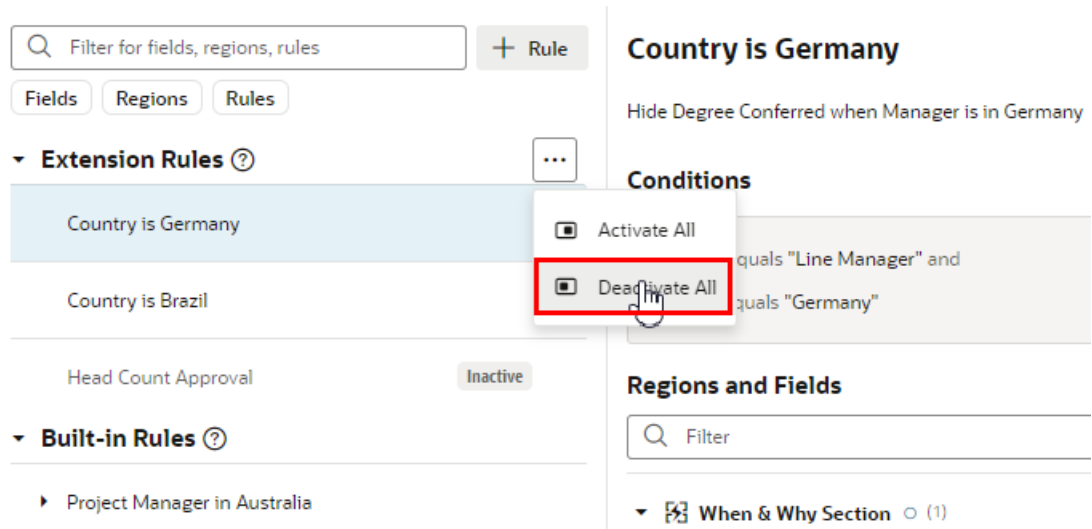 Filter for fields, regions, rules
+ Rule
Fields
Regions
Rules
Extension Rules
...
Country is Germany
Country is Brazil
Head Count Approval
Inactive
Built-in Rules
Project Manager in Australia
Activate All
Deactivate All
Country is Germany
Hide Degree Conferred when Manager is in Germany
Conditions
equals "Line Manager" and
equals "Germany"
Regions and Fields
Filter
When & Why Section (1)